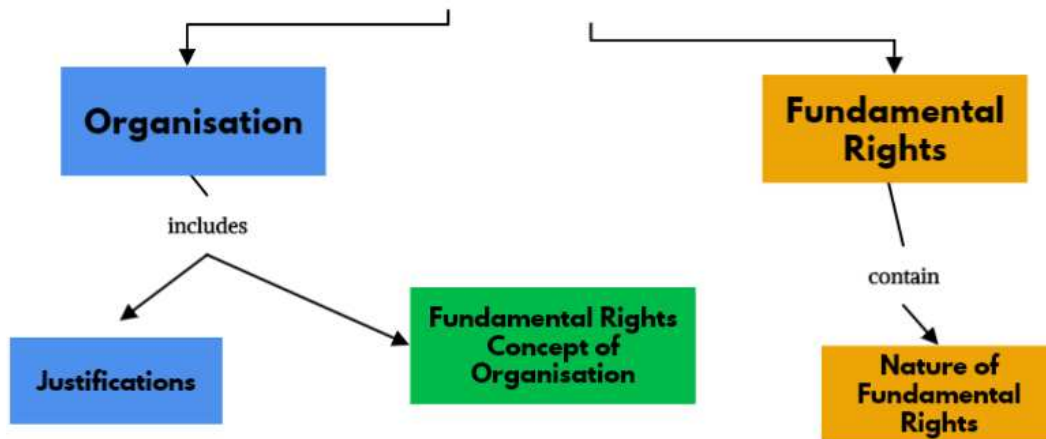 Organisation
Fundamental
Rights
includes
contain
Fundamental Rights
Concept of
Organisation
Justifications
Nature of
Fundamental
Rights